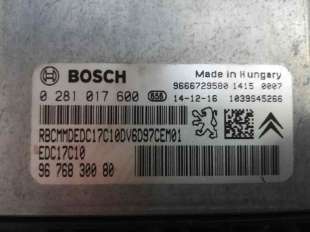 BOSCH
Made in Hungary
9666729580 1415 0007
0 281 017 600 656 14-12-16 1039S45266
RBCMMDEDC17C10DV6D97CEM01
EDC17C10
96 768 300 80